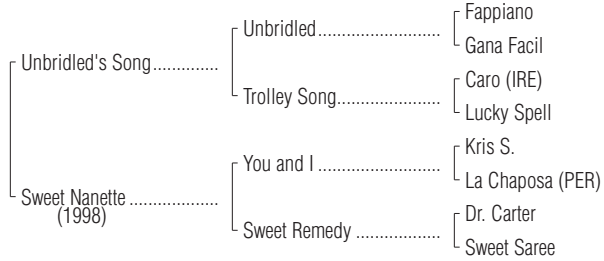 Fappiano
Unbridled........................
Gana Facil
Unbridled's Song.............
Caro (IRE)
Trolley Song....................
Lucky Spell
Kris S.
You and I .......................
La Chaposa (PER)
Sweet Nanette .................
(1998)
Dr. Carter
Sweet Remedy ................
Sweet Saree